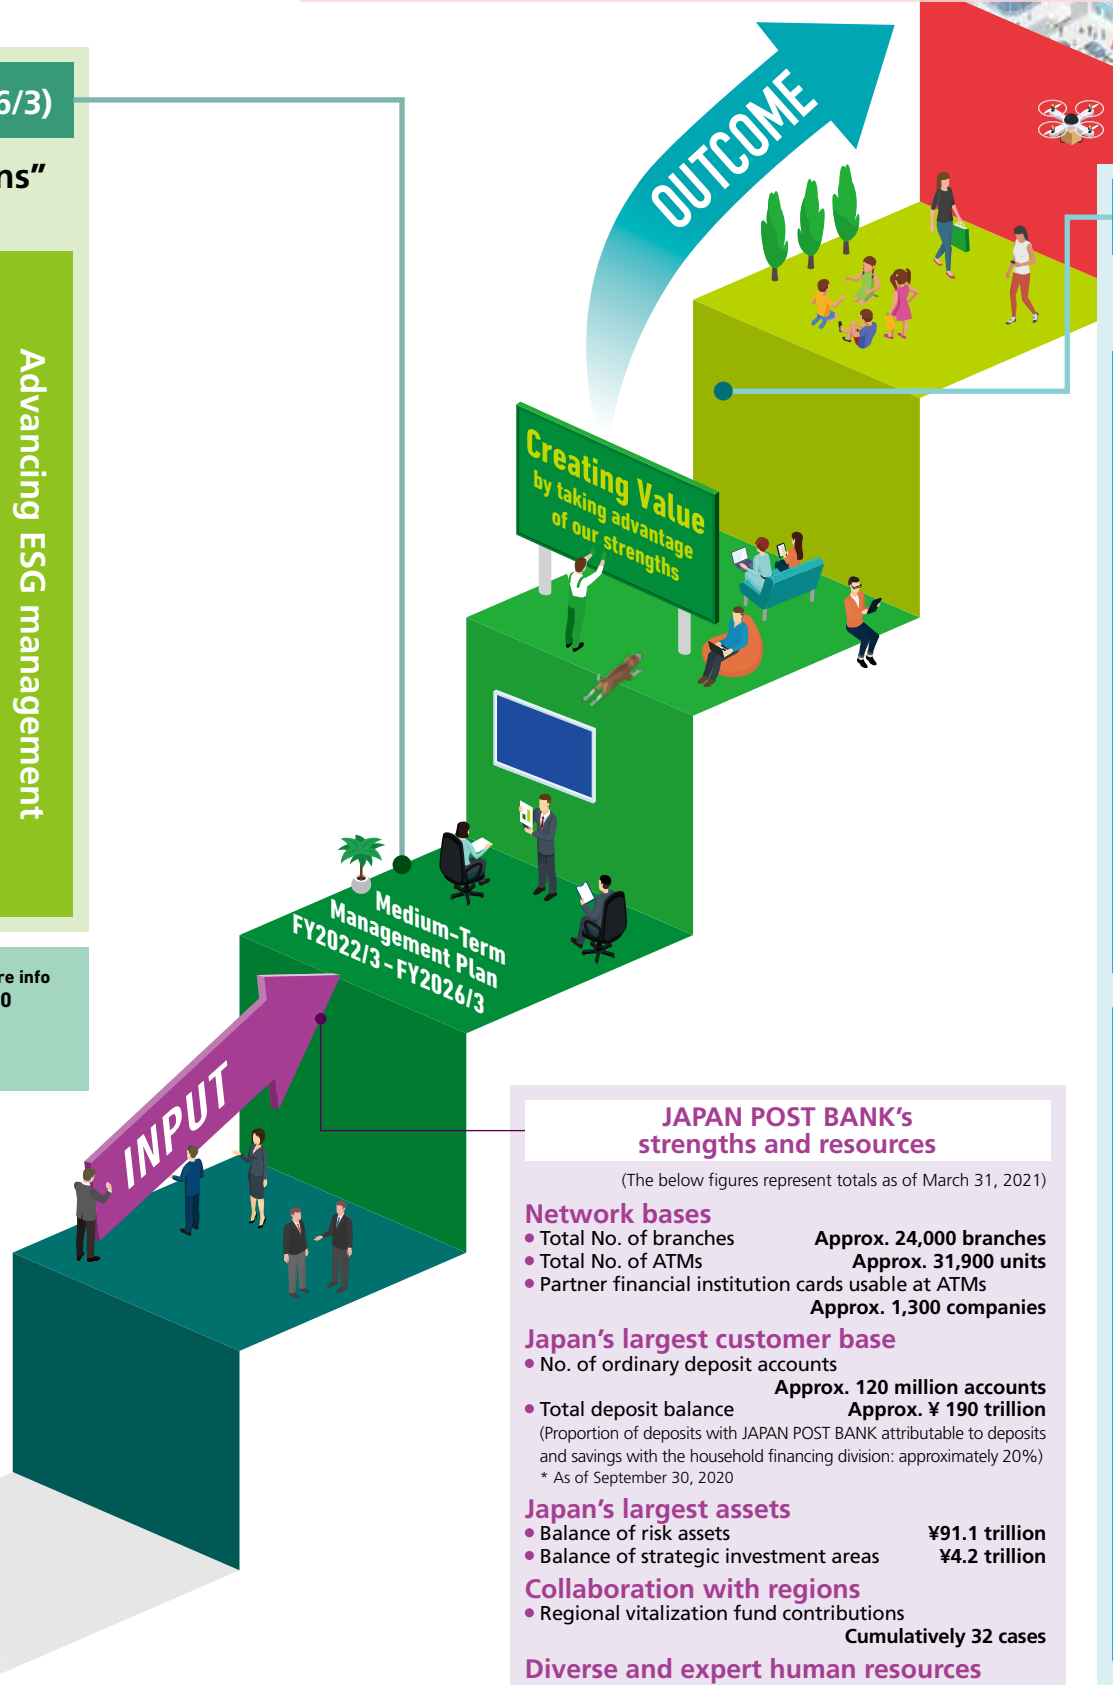 6/3)
ns”
Advancing ESG management
re info
0
OUTCOME
Creating Value
by taking advantage
of our strengths
Medium-Term
Management Plan
FY2022/3 – FY2026/3
INPUT
JAPAN POST BANK’s
strengths and resources
(The below figures represent totals as of March 31, 2021)
Network bases
• Total No. of branches Approx. 24,000 branches
• Total No. of ATMs Approx. 31,900 units
• Partner financial institution cards usable at ATMs
Approx. 1,300 companies
Japan’s largest customer base
• No. of ordinary deposit accounts
Approx. 120 million accounts
• Total deposit balance Approx. ¥ 190 trillion
(Proportion of deposits with JAPAN POST BANK attributable to deposits
and savings with the household financing division: approximately 20%)
* As of September 30, 2020
Japan’s largest assets
• Balance of risk assets ¥91.1 trillion
• Balance of strategic investment areas ¥4.2 trillion
Collaboration with regions
• Regional vitalization fund contributions
Cumulatively 32 cases
Diverse and expert human resources